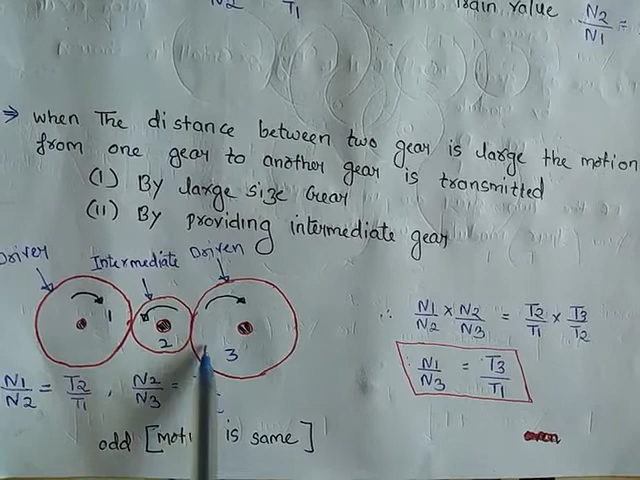 N2 T1 Train value N2/N1 =
⇒ when The distance between two gear is large the motion
from one gear to another gear is transmitted
(I) By large size Gear
(II) By providing intermediate gear
Driver Intermediate Driven
1 2 3
N1/N2 = T2/T1 , N2/N3 =
∴ N1/N2 × N2/N3 = T2/T1 × T3/T2
∴ N1/N3 = T3/T1
odd [ is same]